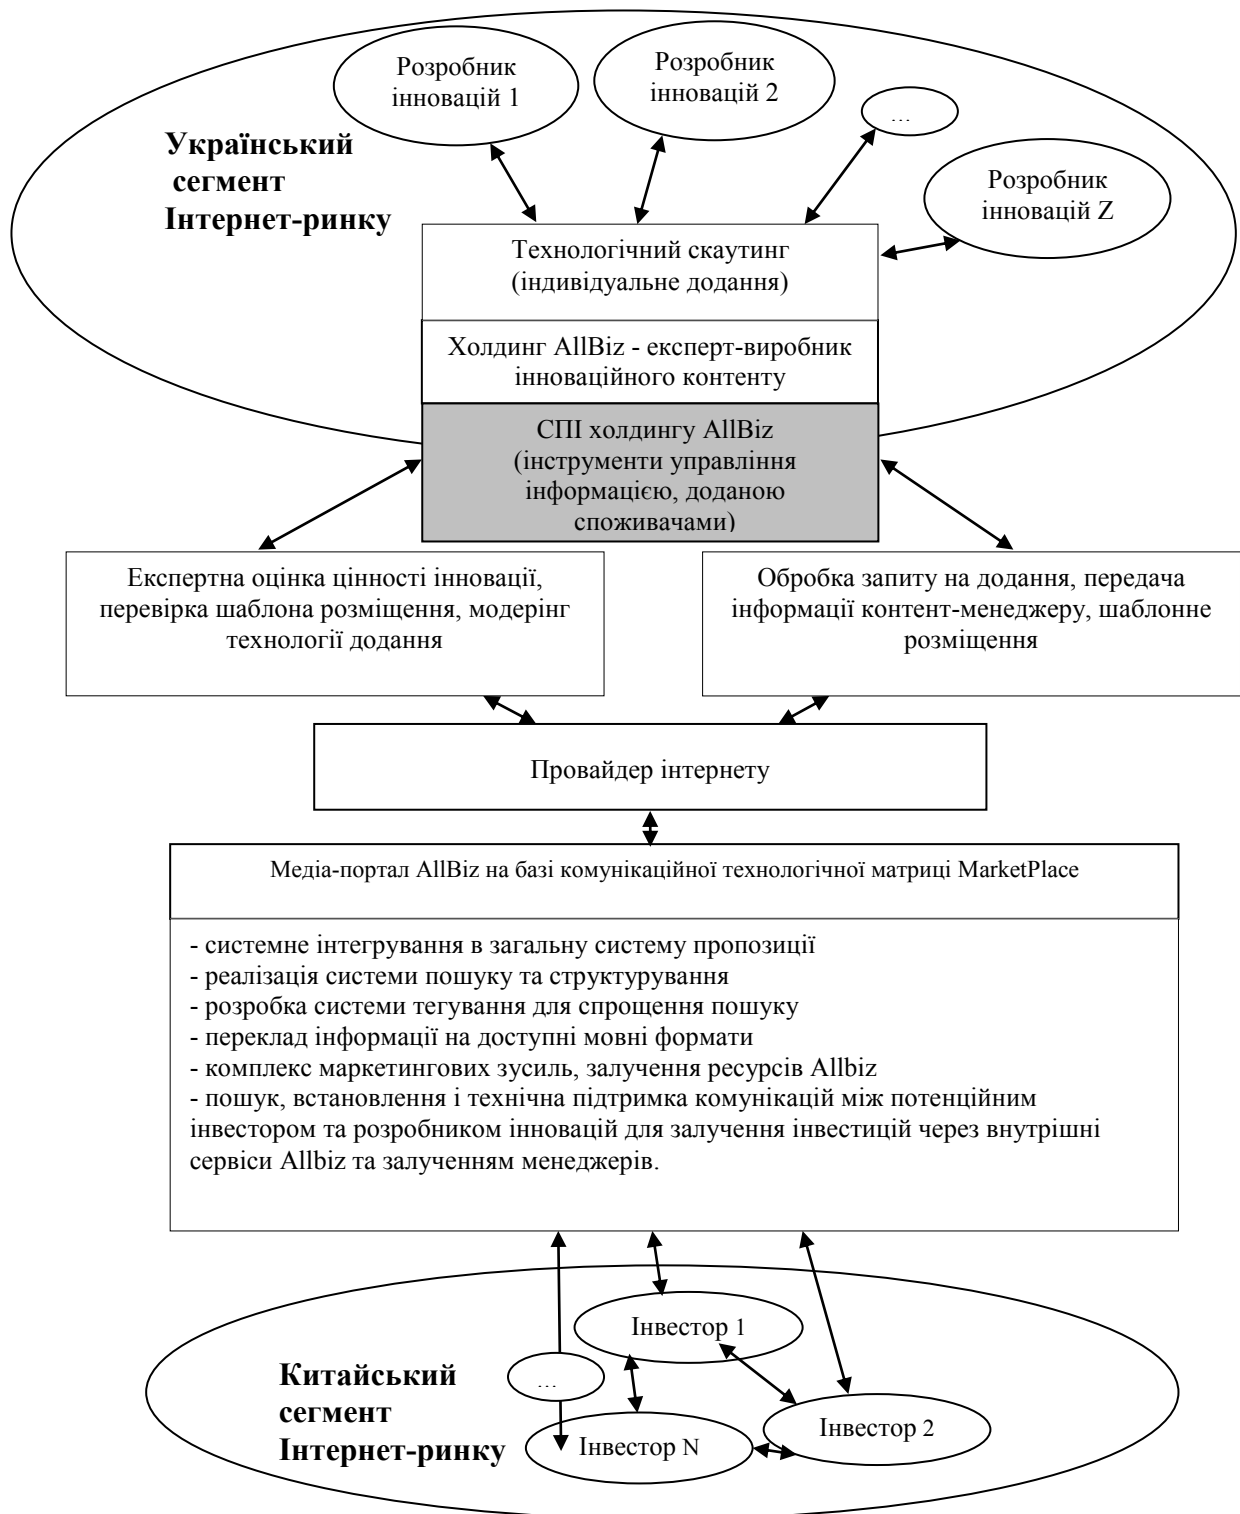 Розробник
інновацій 1
Розробник
інновацій 2
...
Український
сегмент
Інтернет-ринку
Розробник
інновацій Z
Технологічний скаутинг
(індивідуальне додання)
Холдинг AllBiz - експерт-виробник
інноваційного контенту
СПІ холдингу AllBiz
(інструменти управління
інформацією, доданою
споживачами)
Експертна оцінка цінності інновації,
перевірка шаблона розміщення, модерінг
технології додання
Обробка запиту на додання, передача
інформації контент-менеджеру, шаблонне
розміщення
Провайдер інтернету
Медіа-портал AllBiz на базі комунікаційної технологічної матриці MarketPlace
- системне інтегрування в загальну систему пропозиції
- реалізація системи пошуку та структурування
- розробка системи тегування для спрощення пошуку
- переклад інформації на доступні мовні формати
- комплекс маркетингових зусиль, залучення ресурсів Allbiz
- пошук, встановлення і технічна підтримка комунікацій між потенційним
інвестором та розробником інновацій для залучення інвестицій через внутрішні
сервіси Allbiz та залученням менеджерів.
Інвестор 1
...
Китайський
сегмент
Інтернет-ринку
Інвестор 2
Інвестор N